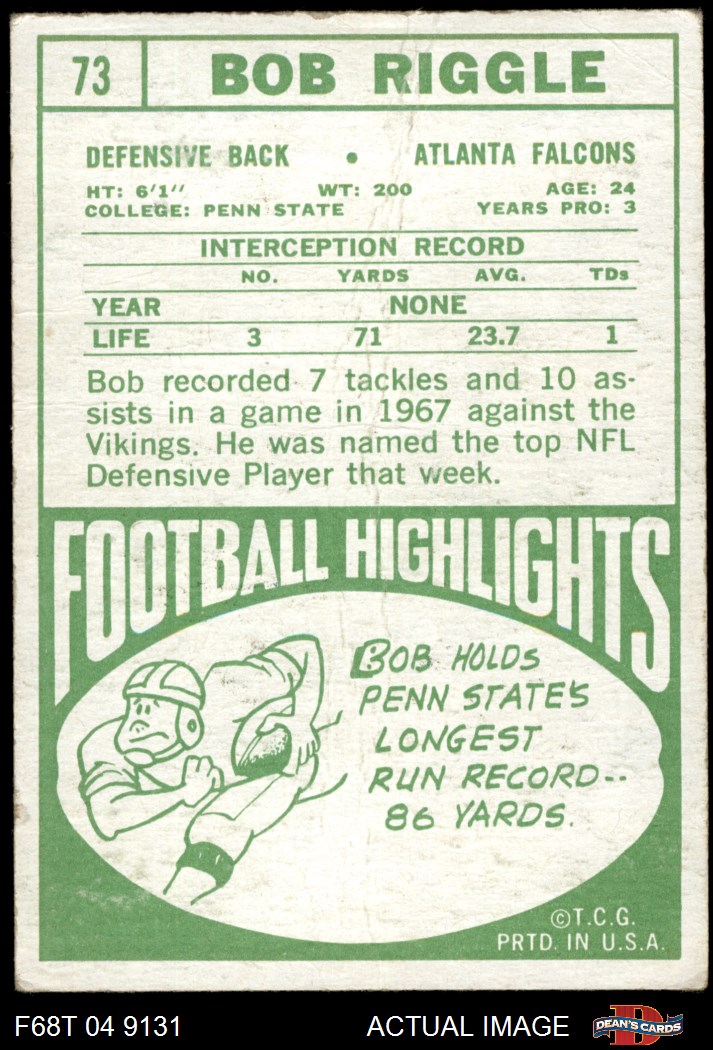 73 BOB RIGGLE
DEFENSIVE BACK • ATLANTA FALCONS
HT: 6'1" WT: 200 AGE: 24
COLLEGE: PENN STATE YEARS PRO: 3
INTERCEPTION RECORD
NO. YARDS AVG. TDs
YEAR NONE
LIFE 3 71 23.7 1
Bob recorded 7 tackles and 10 as-
sists in a game in 1967 against the
Vikings. He was named the top NFL
Defensive Player that week.
FOOTBALL HIGHLIGHTS
BOB HOLDS
PENN STATE'S
LONGEST
RUN RECORD--
86 YARDS.
©T.C.G.
PRTD. IN U.S.A.
F68T 04 9131 ACTUAL IMAGE D DEAN'S CARDS